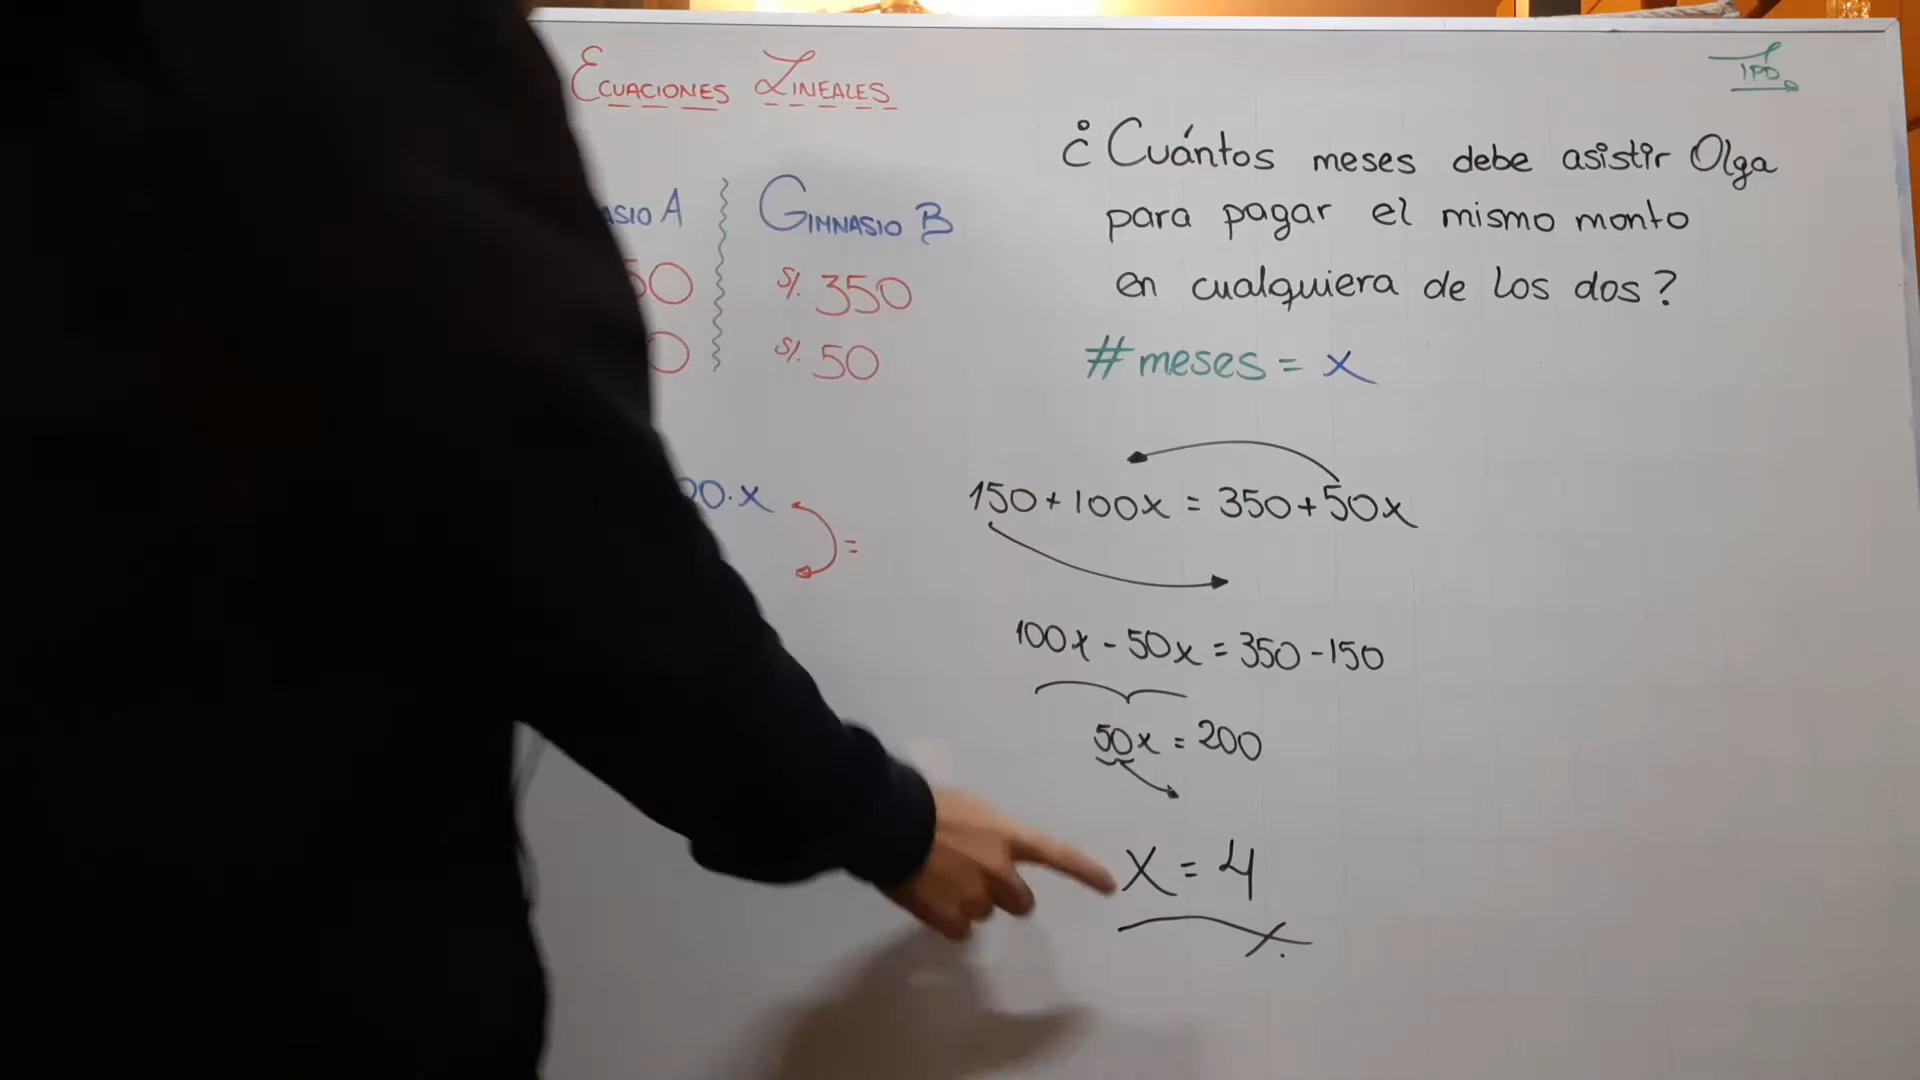 ECUACIONES LINEALES
TPD
A
GIMNASIO B
S/. 350
S/. 50
¿Cuántos meses debe asistir Olga
para pagar el mismo monto
en cualquiera de los dos?
#meses = x
·x
=
150+100x = 350+50x
100x - 50x = 350 - 150
50x = 200
x = 4